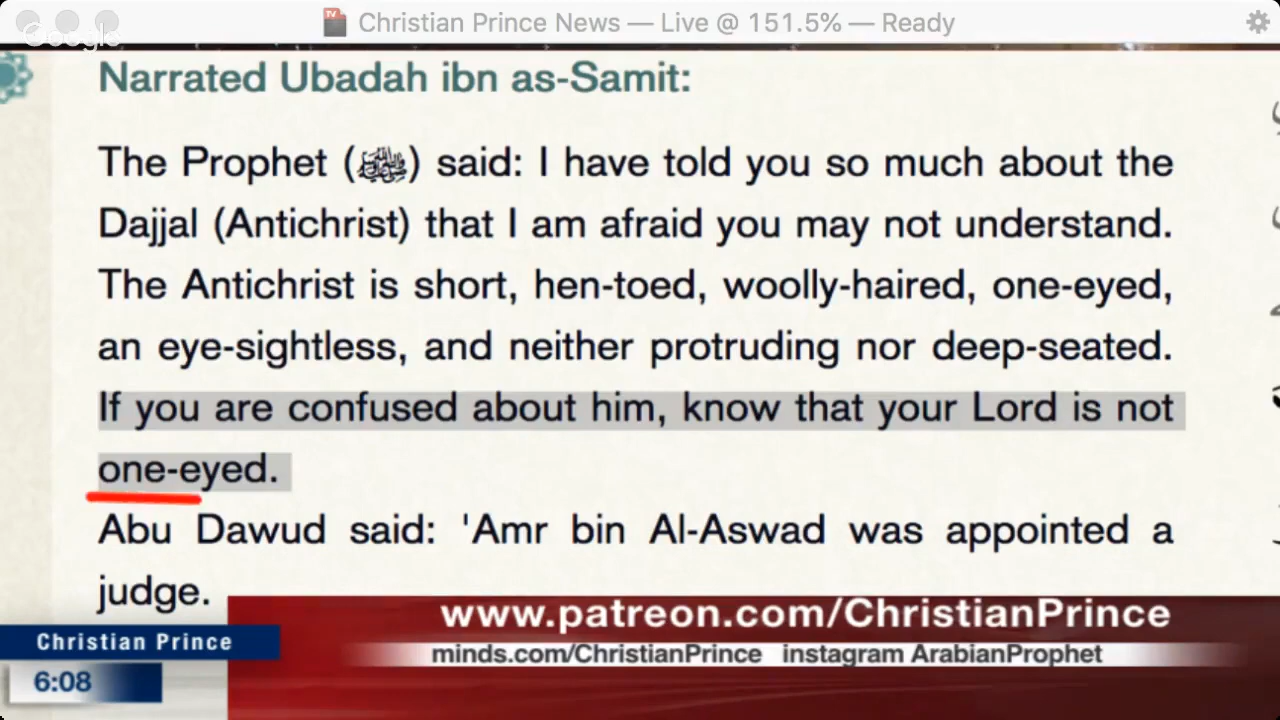 Christian Prince News — Live @ 151.5% — Ready
Google
Narrated Ubadah ibn as-Samit:
The Prophet (ﷺ) said: I have told you so much about the
Dajjal (Antichrist) that I am afraid you may not understand.
The Antichrist is short, hen-toed, woolly-haired, one-eyed,
an eye-sightless, and neither protruding nor deep-seated.
If you are confused about him, know that your Lord is not
one-eyed.
Abu Dawud said: 'Amr bin Al-Aswad was appointed a
judge.
www.patreon.com/ChristianPrince
Christian Prince
minds.com/ChristianPrince instagram ArabianProphet
6:08